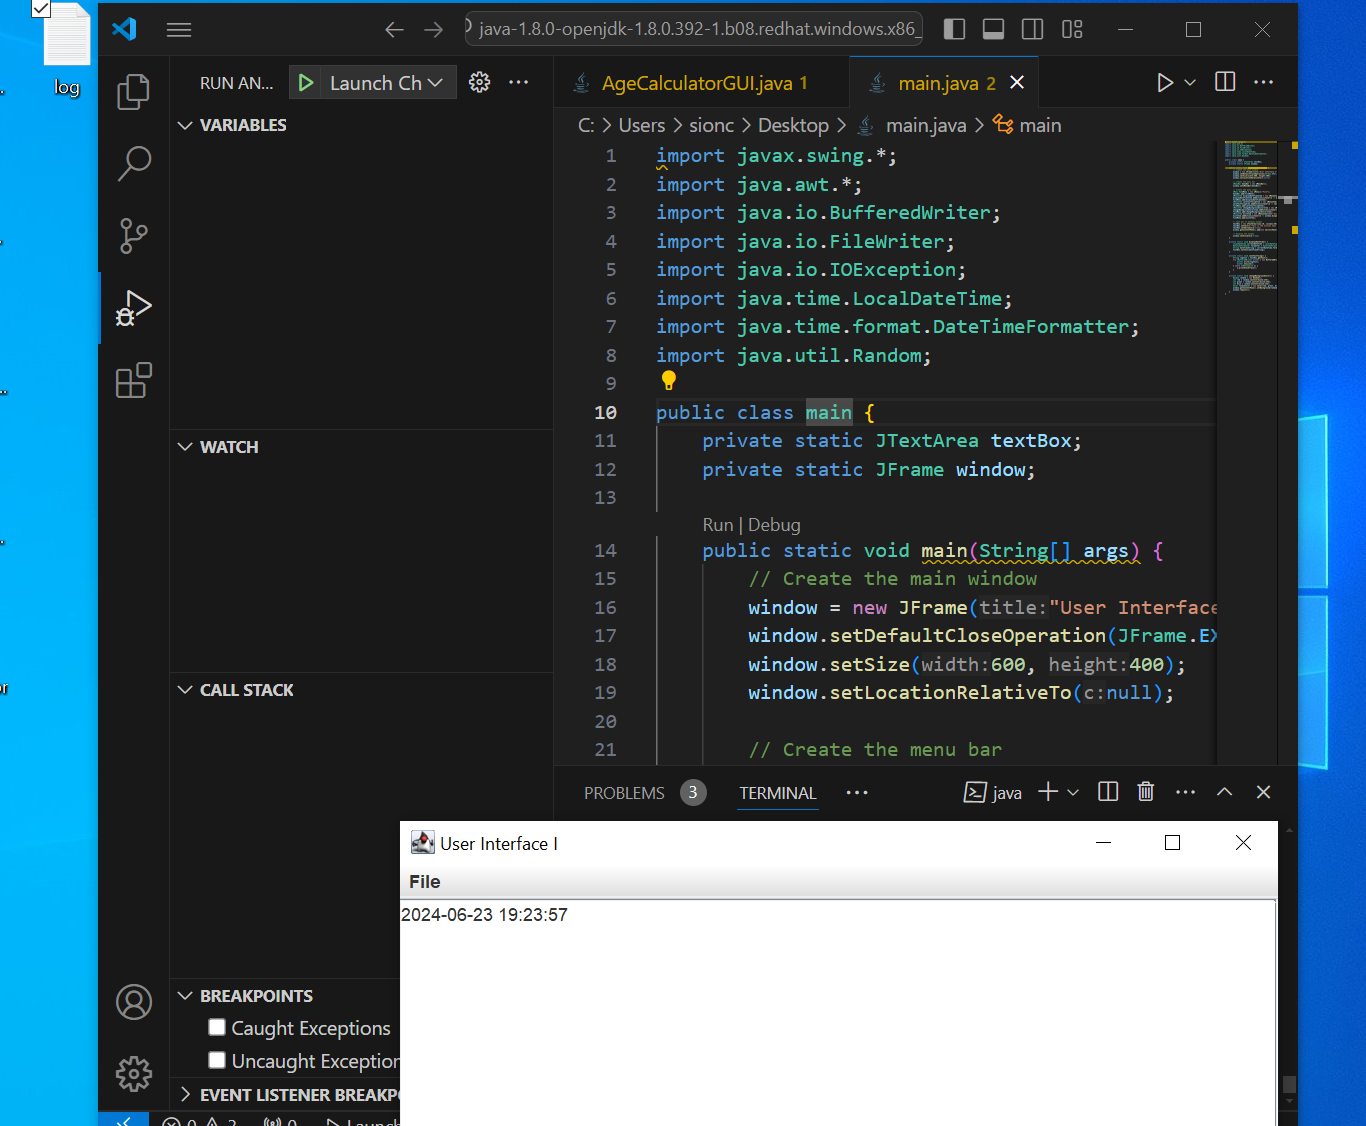 log
java-1.8.0-openjdk-1.8.0.392-1.b08.redhat.windows.x86_
RUN AN... Launch Ch
AgeCalculatorGUI.java 1 main.java 2
C: > Users > sionc > Desktop > main.java > main
VARIABLES
WATCH
CALL STACK
BREAKPOINTS
Caught Exceptions
Uncaught Exception
EVENT LISTENER BREAKP
1 import javax.swing.*;
2 import java.awt.*;
3 import java.io.BufferedWriter;
4 import java.io.FileWriter;
5 import java.io.IOException;
6 import java.time.LocalDateTime;
7 import java.time.format.DateTimeFormatter;
8 import java.util.Random;
9
10 public class main {
11 private static JTextArea textBox;
12 private static JFrame window;
13
Run | Debug
14 public static void main(String[] args) {
15 // Create the main window
16 window = new JFrame(title:"User Interface
17 window.setDefaultCloseOperation(JFrame.EX
18 window.setSize(width:600, height:400);
19 window.setLocationRelativeTo(c:null);
20
21 // Create the menu bar
PROBLEMS 3 TERMINAL ... java
User Interface I
File
2024-06-23 19:23:57